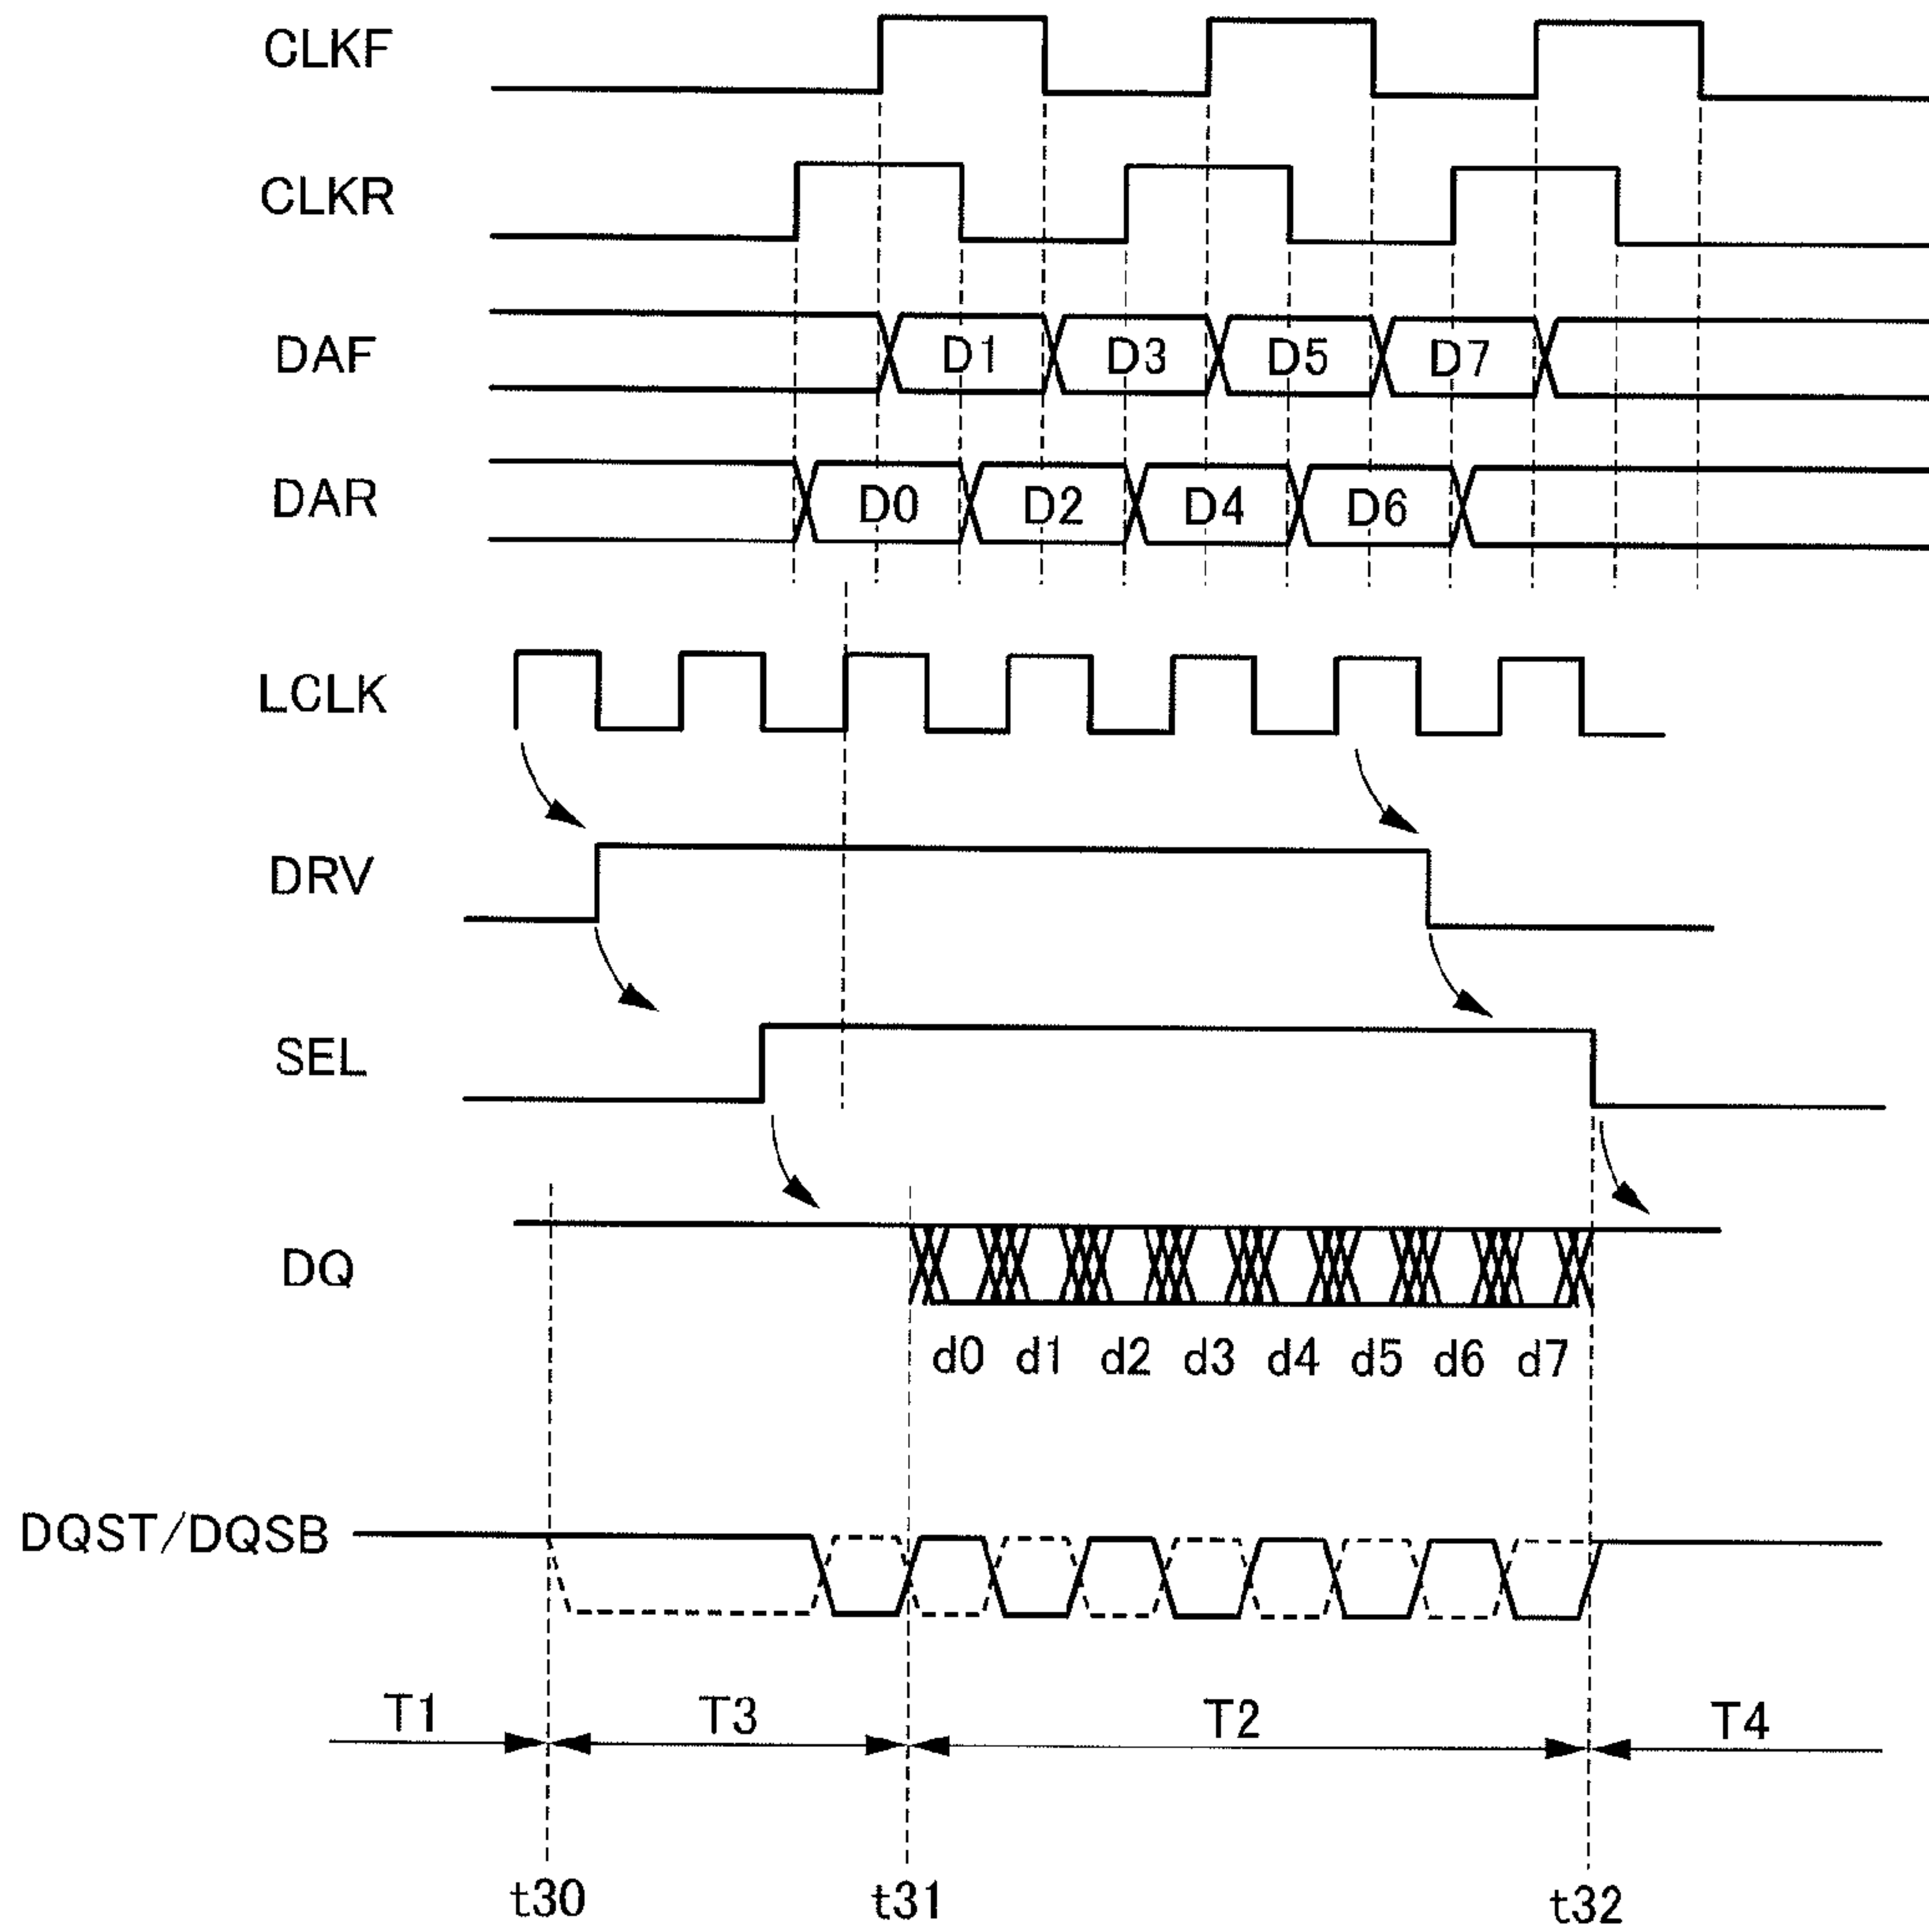 CLKF
CLKR
DAF D1 D3 D5 D7
DAR D0 D2 D4 D6
LCLK
DRV
SEL
DQ
d0 d1 d2 d3 d4 d5 d6 d7
DQST/DQSB
T1 T3 T2 T4
t30 t31 t32